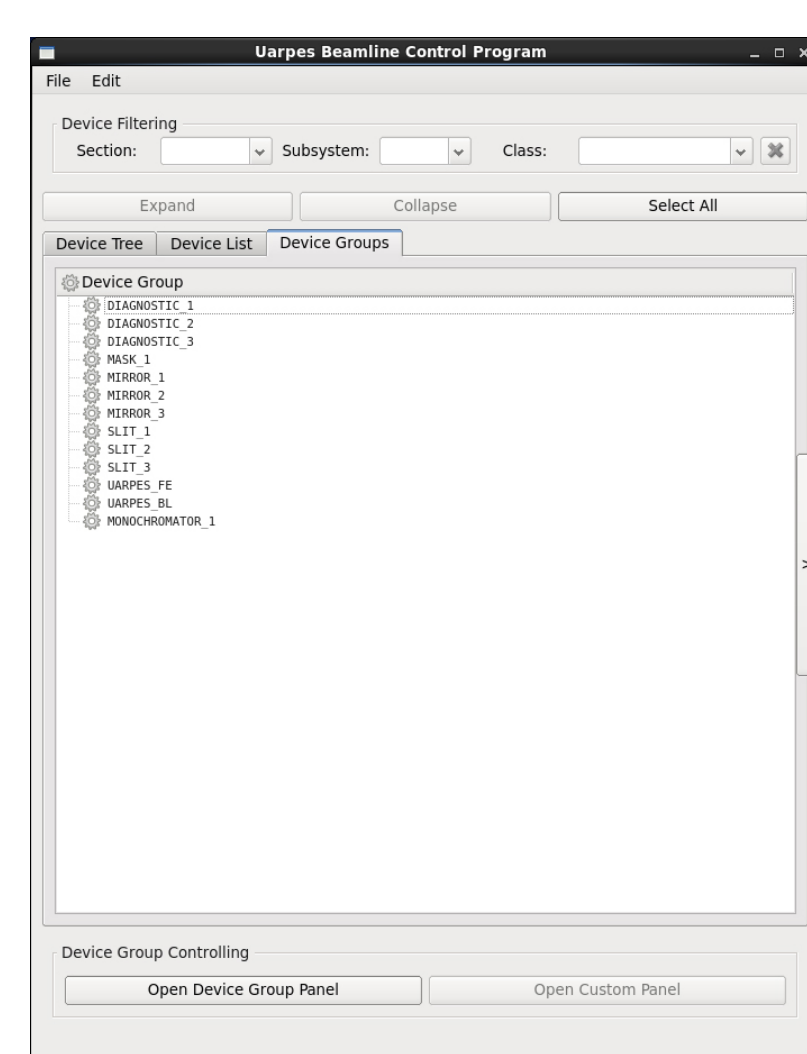 Uarpes Beamline Control Program
File Edit
Device Filtering
Section: Subsystem: Class:
Expand Collapse Select All
Device Tree Device List Device Groups
Device Group
DIAGNOSTIC_1
DIAGNOSTIC_2
DIAGNOSTIC_3
MASK_1
MIRROR_1
MIRROR_2
MIRROR_3
SLIT_1
SLIT_2
SLIT_3
UARPES_FE
UARPES_BL
MONOCHROMATOR_1
>
Device Group Controlling
Open Device Group Panel Open Custom Panel